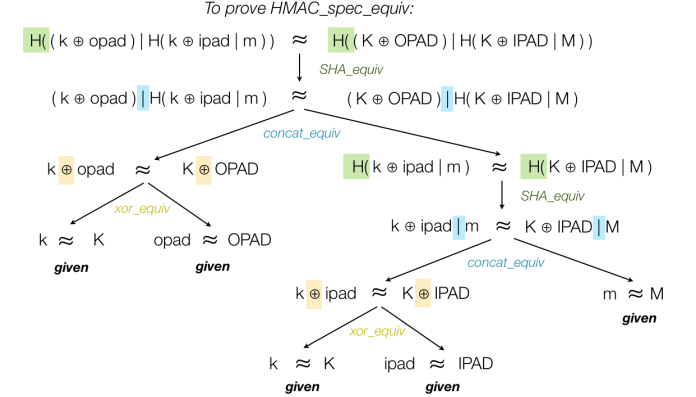 To prove HMAC_spec_equiv:
H( ( k ⊕ opad ) | H( k ⊕ ipad | m ) ) ≈ H( ( K ⊕ OPAD ) | H( K ⊕ IPAD | M ) )
SHA_equiv
( k ⊕ opad ) | H( k ⊕ ipad | m ) ≈ ( K ⊕ OPAD ) | H( K ⊕ IPAD | M )
concat_equiv
k ⊕ opad ≈ K ⊕ OPAD H( k ⊕ ipad | m ) ≈ H( K ⊕ IPAD | M )
SHA_equiv
xor_equiv
k ⊕ ipad | m ≈ K ⊕ IPAD | M
k ≈ K opad ≈ OPAD
given given
concat_equiv
k ⊕ ipad ≈ K ⊕ IPAD m ≈ M
given
xor_equiv
k ≈ K ipad ≈ IPAD
given given